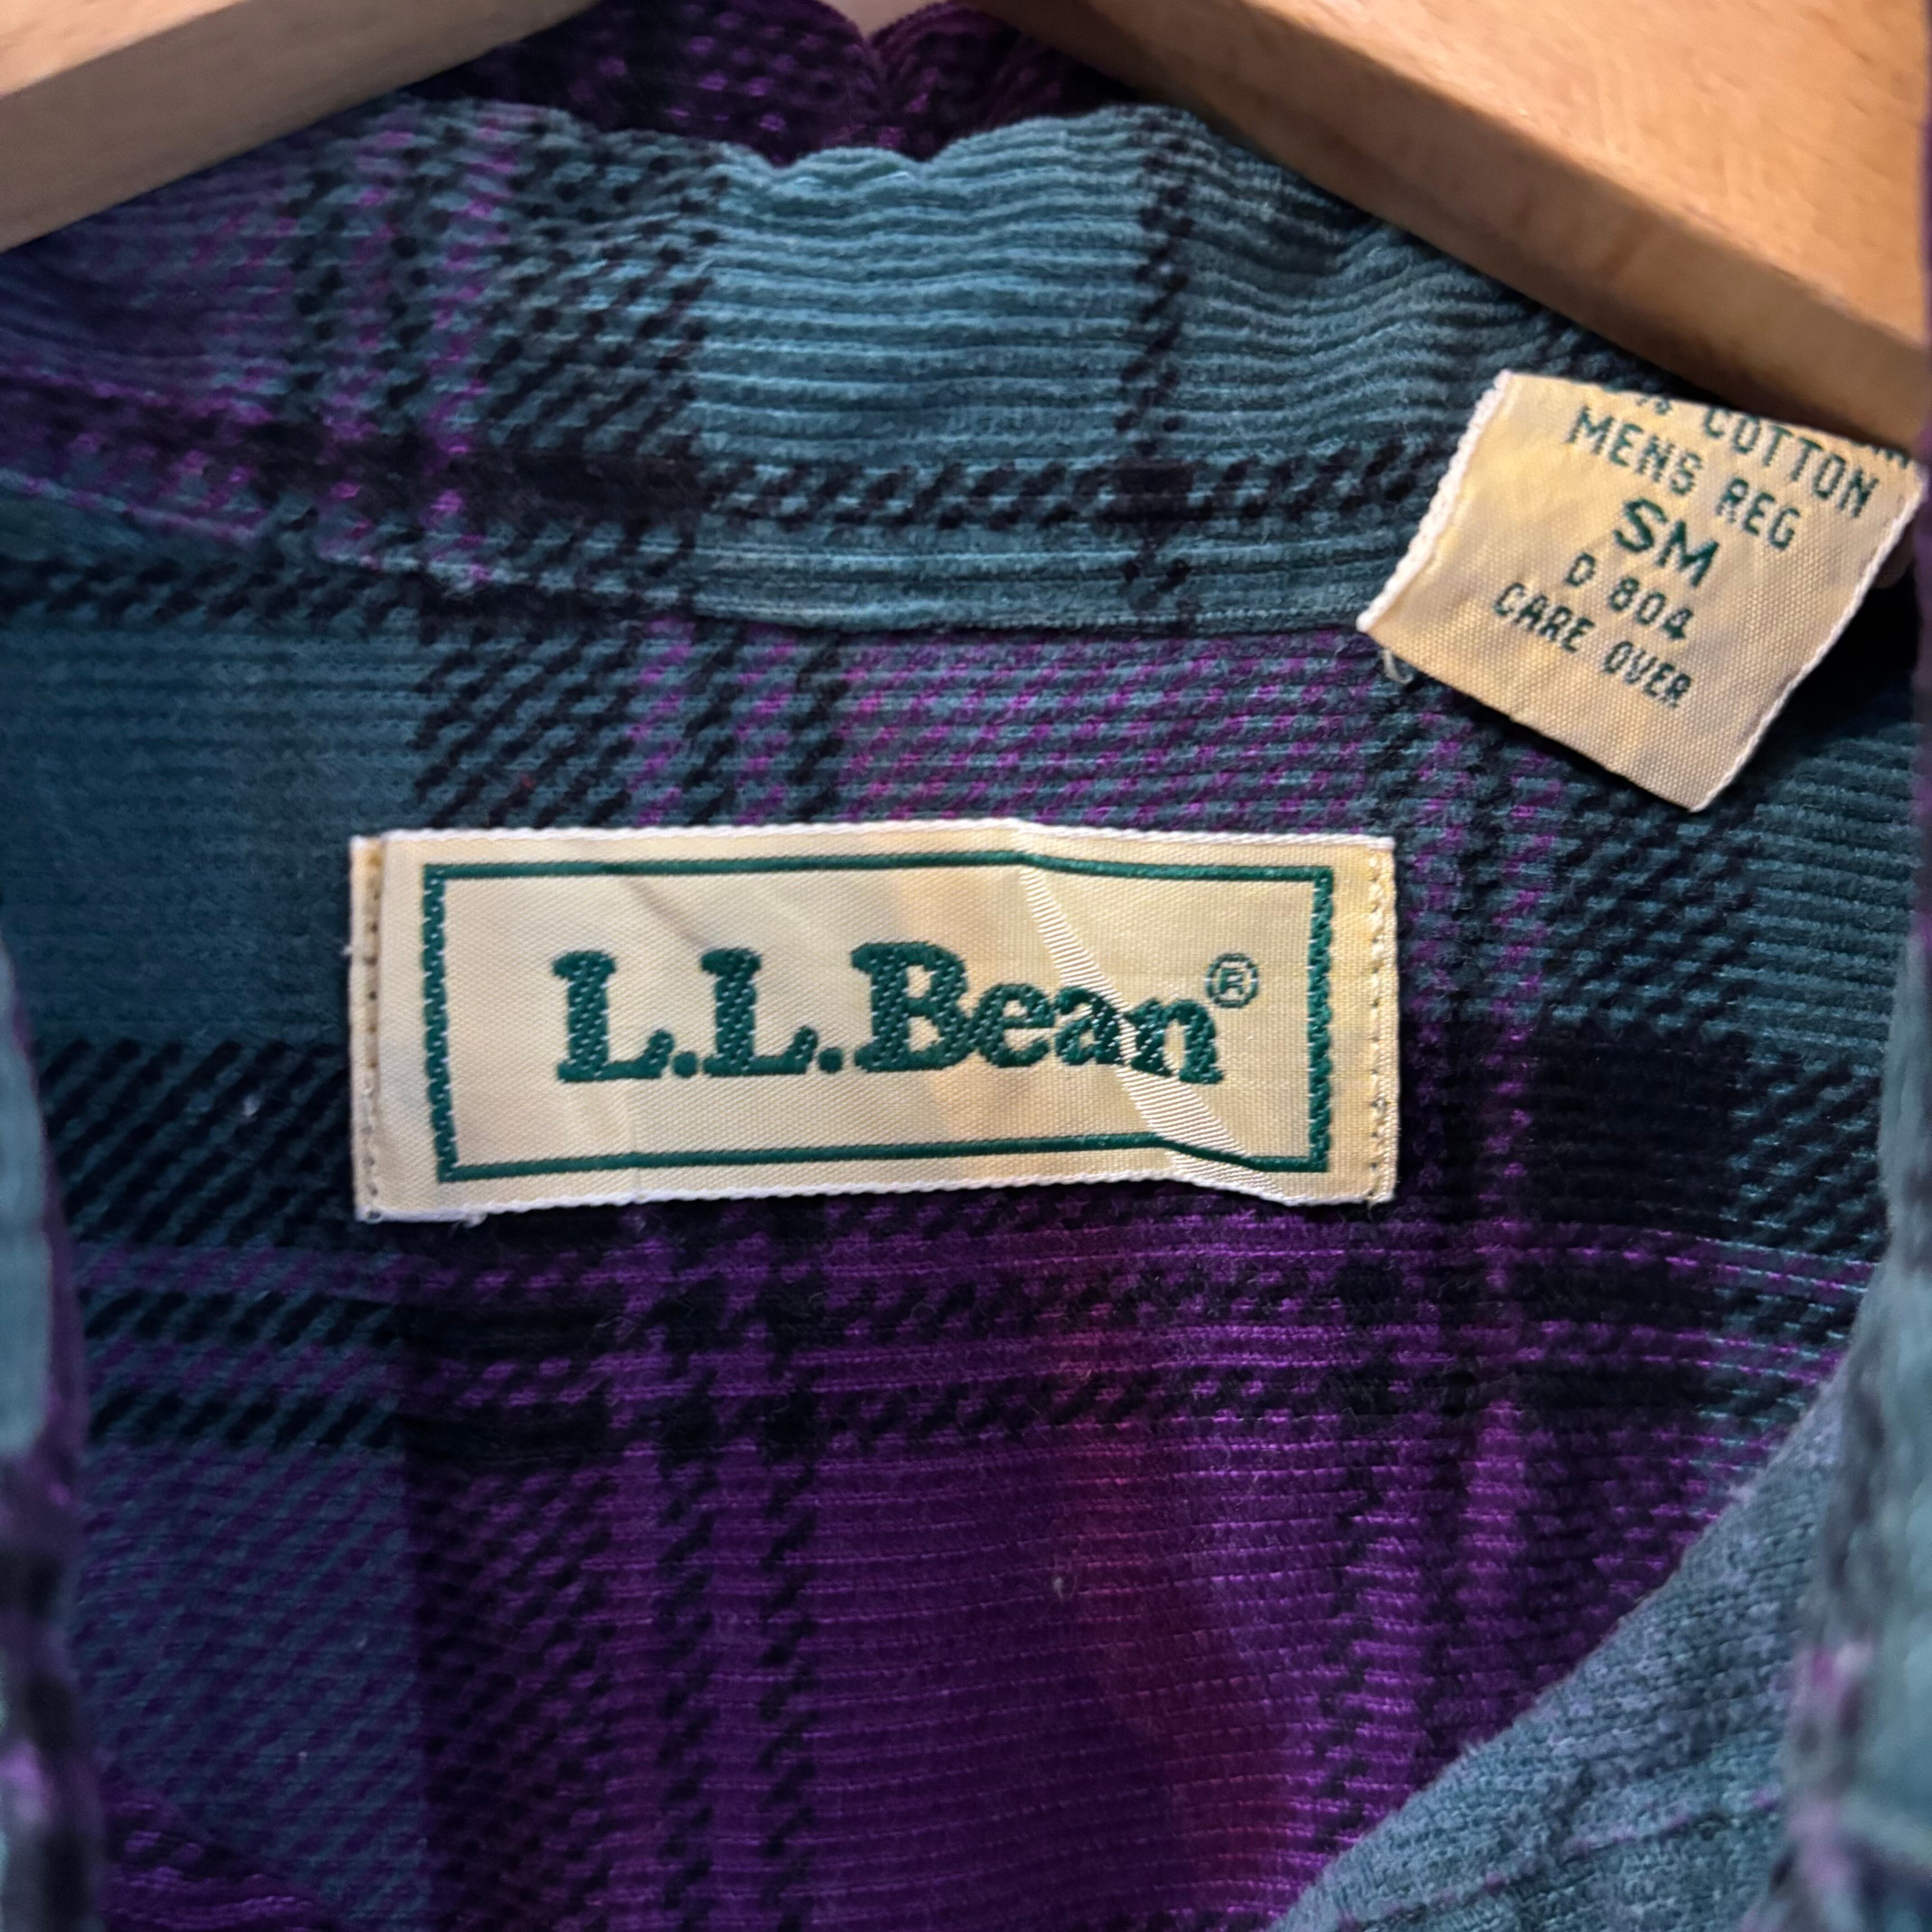 % COTTON
MENS REG
SM
D 804
CARE OVER
L.L.Bean®